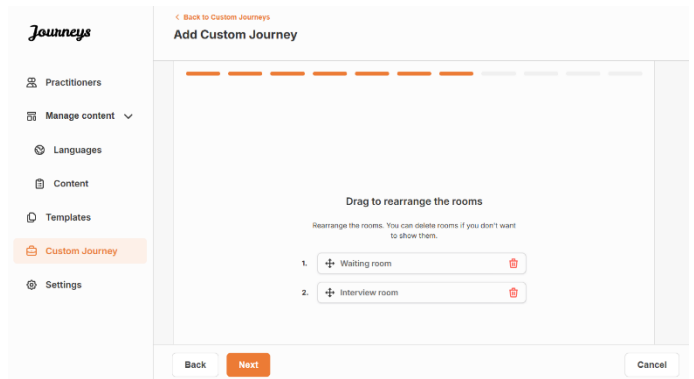 Journeys
Practitioners
Manage content
Languages
Content
Templates
Custom Journey
Settings
< Back to Custom Journeys
Add Custom Journey
Drag to rearrange the rooms
Rearrange the rooms. You can delete rooms if you don't want
to show them.
1. Waiting room
2. Interview room
Back
Next
Cancel